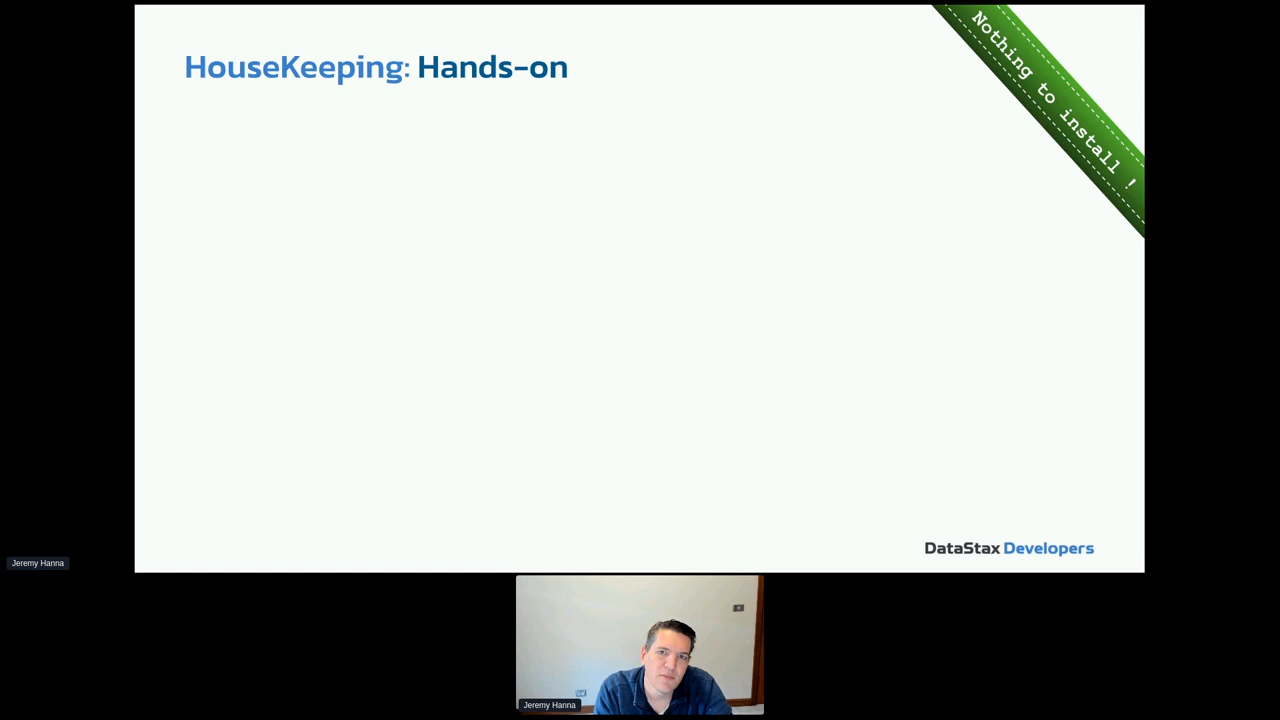 HouseKeeping: Hands-on
Nothing to install !
DataStax Developers
Jeremy Hanna
Jeremy Hanna